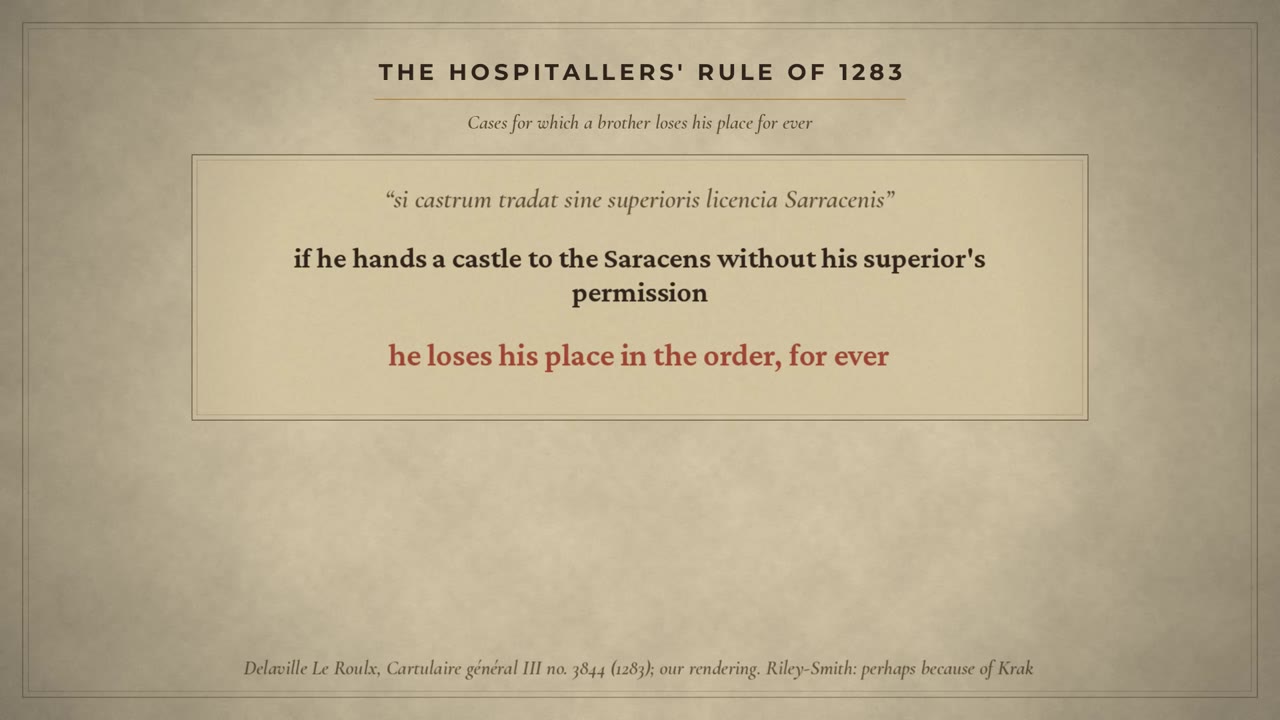 THE HOSPITALLERS' RULE OF 1283
Cases for which a brother loses his place for ever
“si castrum tradat sine superioris licencia Sarracenis”
if he hands a castle to the Saracens without his superior's
permission
he loses his place in the order, for ever
Delaville Le Roulx, Cartulaire général III no. 3844 (1283); our rendering. Riley-Smith: perhaps because of Krak